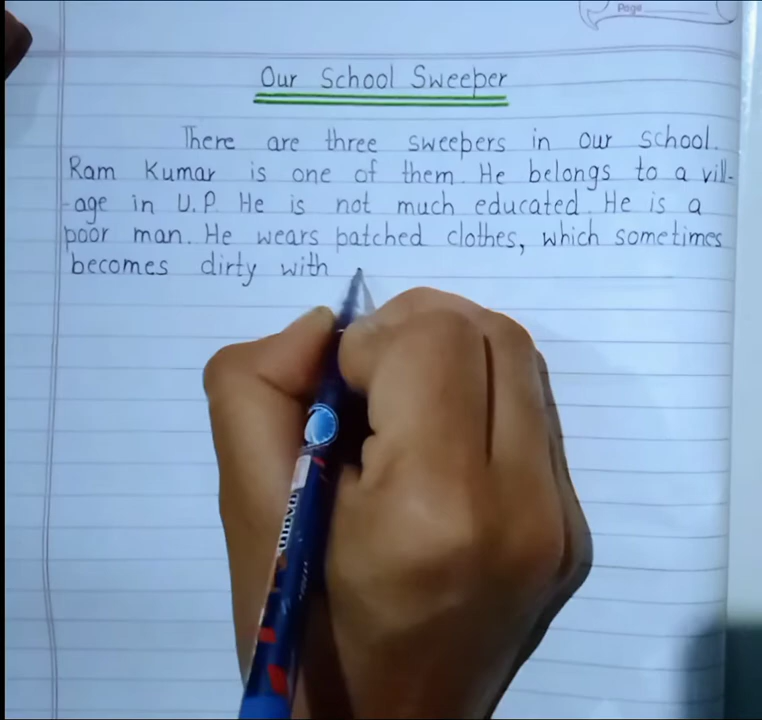 Page
Our School Sweeper
There are three sweepers in our school.
Ram Kumar is one of them. He belongs to a vill-
-age in U.P. He is not much educated. He is a
poor man. He wears patched clothes, which sometimes
becomes dirty with